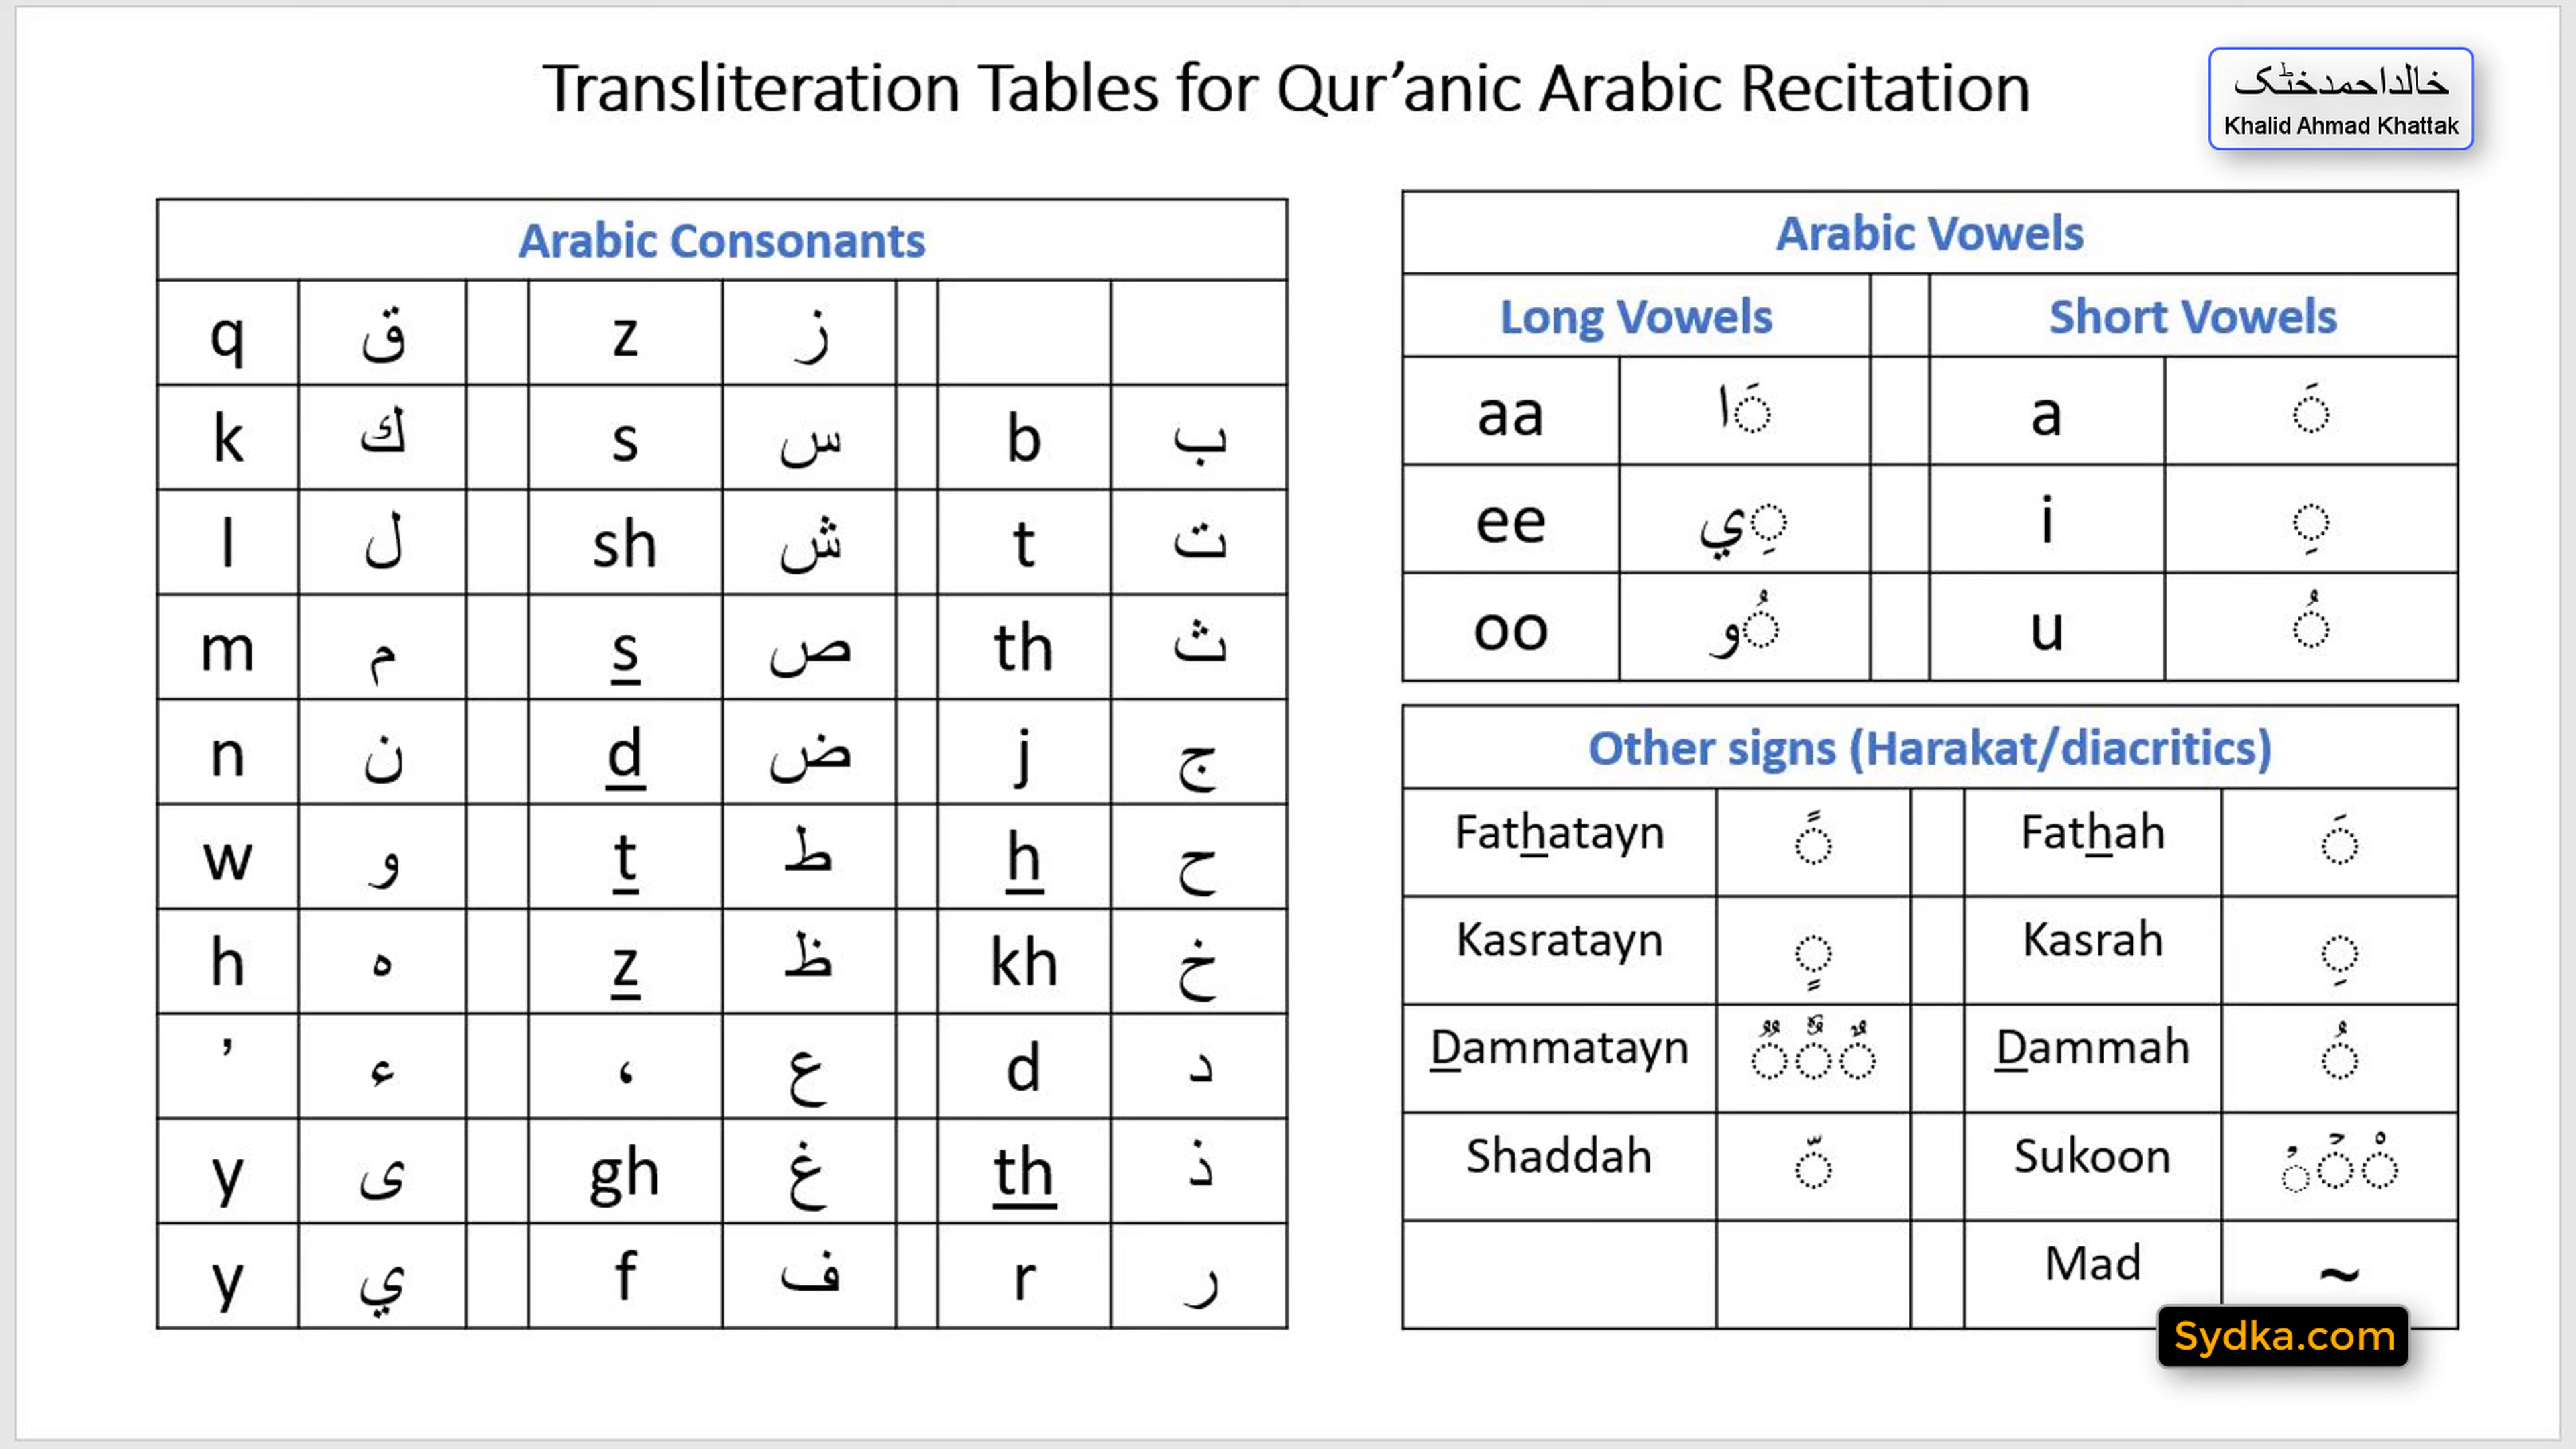 Transliteration Tables for Qur’anic Arabic Recitation
خالداحمدخٹک
Khalid Ahmad Khattak
Arabic Consonants
q ق z ز
k ك s س b ب
l ل sh ش t ت
m م s ص th ث
n ن d ض j ج
w و t ط h ح
h ه z ظ kh خ
’ ء ‘ ع d د
y ى gh غ th ذ
y ي f ف r ر
Arabic Vowels
Long Vowels Short Vowels
aa ◌َا a ◌َ
ee ◌ِي i ◌ِ
oo ◌ُو u ◌ُ
Other signs (Harakat/diacritics)
Fathatayn ◌ً Fathah ◌َ
Kasratayn ◌ٍ Kasrah ◌ِ
Dammatayn ◌ٌ Dammah ◌ُ
Shaddah ◌ّ Sukoon ◌ْ
Mad ~
Sydka.com